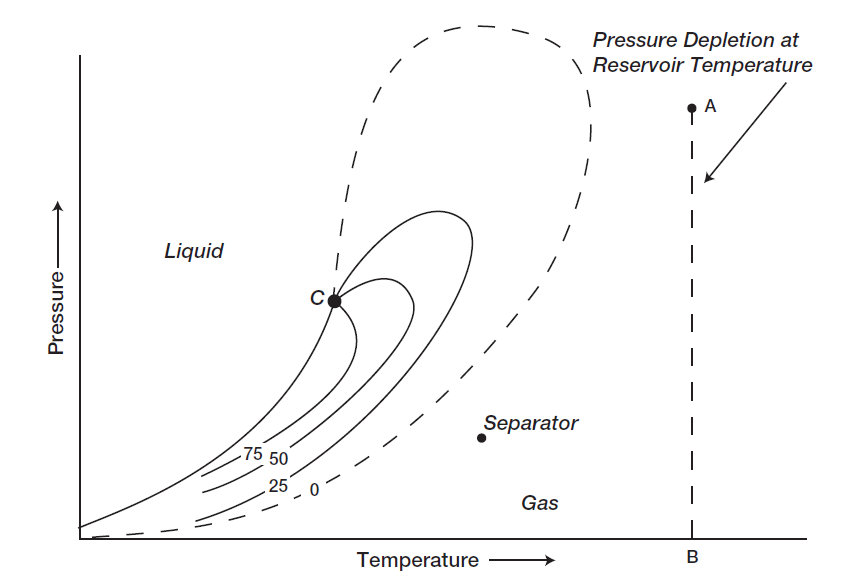 Pressure Depletion at
Reservoir Temperature
A
Liquid
C
Pressure
Separator
75
50
25
0
Gas
Temperature
B